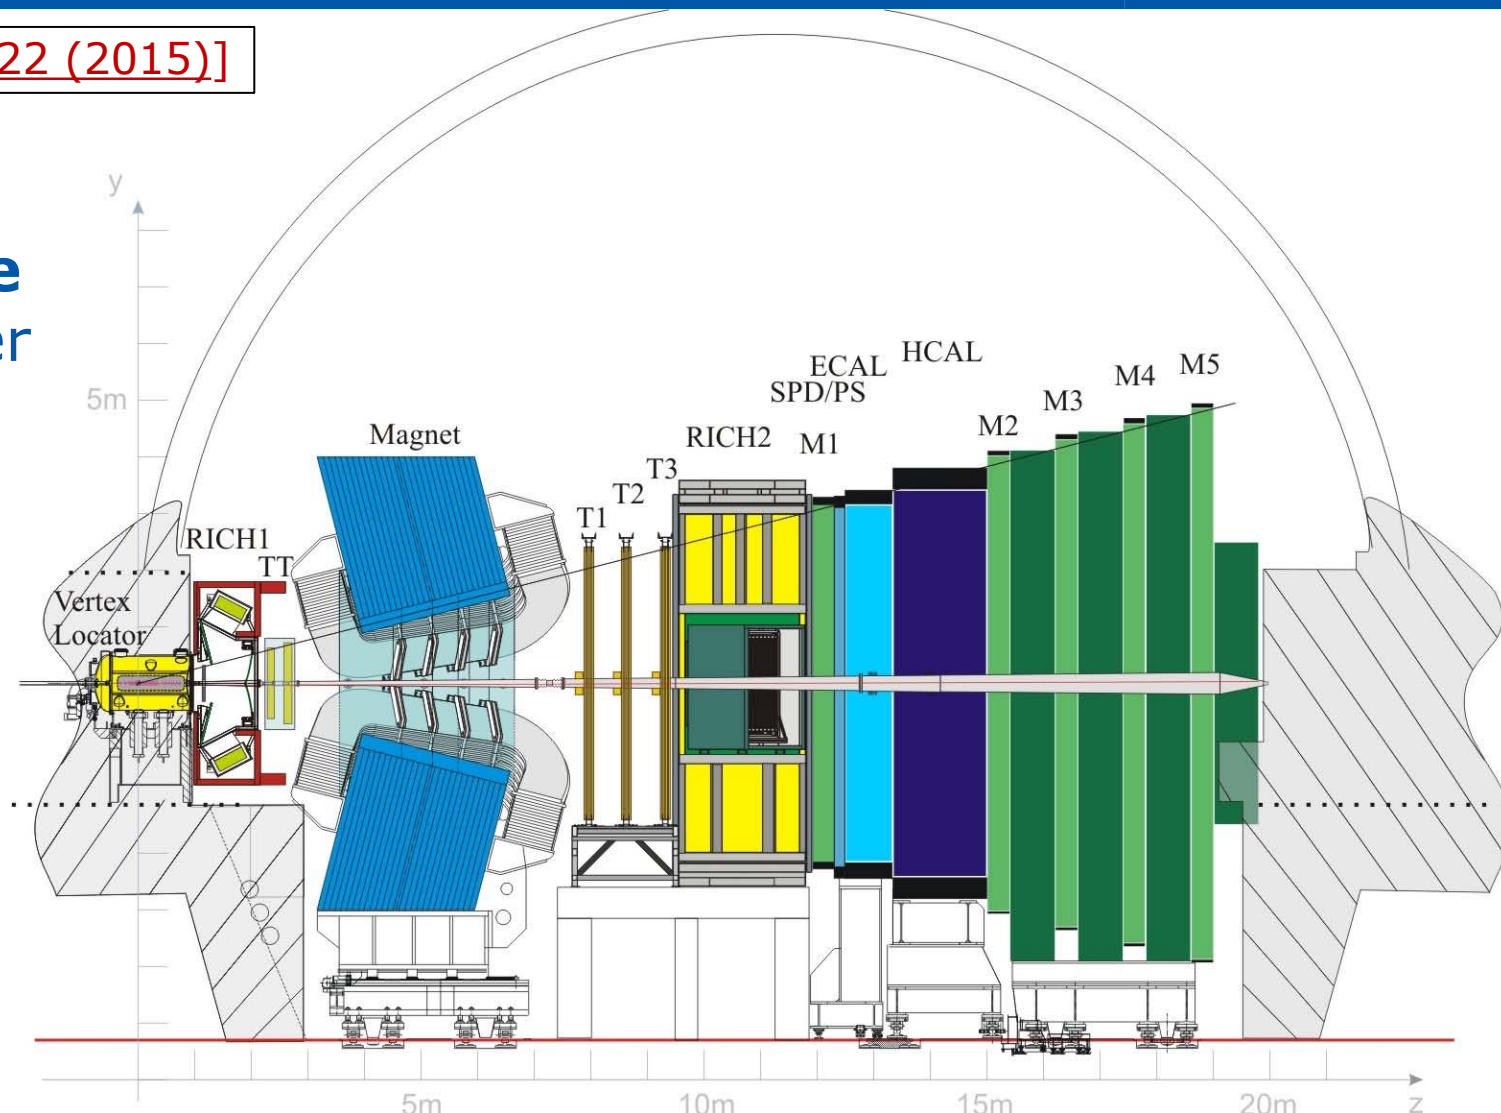 22 (2015)]
y
e
er
5m
HCAL
ECAL
SPD/PS
M5
M4
M3
M2
M1
RICH2
Magnet
T3
T2
T1
RICH1
TT
Vertex
Locator
5m
10m
15m
20m
z